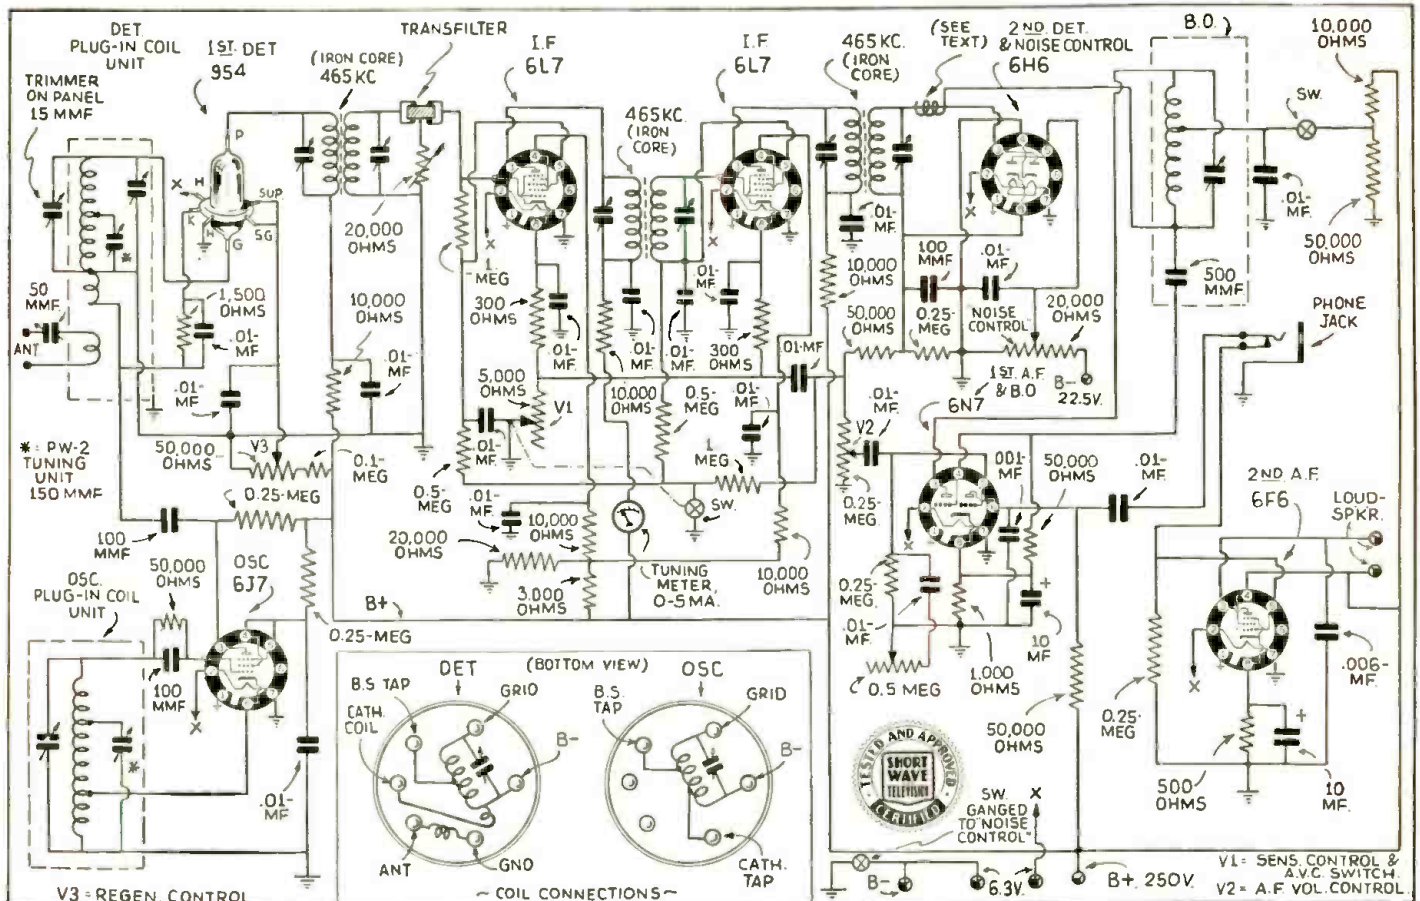 DET.
PLUG-IN COIL
UNIT
TRIMMER
ON PANEL
15 MMF
1ST. DET
954
(IRON CORE)
465KC
TRANSFILTER
I.F.
6L7
465KC.
(IRON
CORE)
I.F.
6L7
465KC.
(IRON
CORE)
(SEE
TEXT)
2ND. DET.
& NOISE CONTROL
6H6
B.O.
10,000
OHMS
SW.
.01-
MF.
50,000
OHMS
P
H
X
SUP
K
SG
H
G
*
50
MMF.
ANT
1,500
OHMS
.01-
MF.
.01-
MF.
20,000
OHMS
10,000
OHMS
.01-
MF.
1.
MEG
X
300
OHMS
.01-
MF.
5,000
OHMS
V1
10,000
OHMS
.01-
MF.
.01-
MF.
X
.01-
MF.
300
OHMS
0.5-
MEG
.01-
MF.
.01-MF
.01-
MF.
10,000
OHMS
50,000
OHMS
100
MMF
0.25-
MEG
X
.01-
MF.
"NOISE
CONTROL"
20,000
OHMS
B-
22.5V.
1ST A.F.
& B.O
6N7
500
MMF
PHONE
JACK
* = PW-2
TUNING
UNIT
150 MMF
50,000
OHMS
V3
0.1-
MEG
0.25-MEG
100
MMF
50,000
OHMS
OSC
6J7
OSC.
PLUG-IN COIL
UNIT
100
MMF
X
*
0.25-MEG
.01-
MF.
V3 = REGEN. CONTROL
0.5-
MEG
.01-
MF.
.01-
MF.
20,000
OHMS
10,000
OHMS
3,000
OHMS
B+
1.
MEG
SW.
TUNING
METER,
0-5MA.
10,000
OHMS
V2
.01-
MF.
0.25-
MEG.
X
0.25-
MEG.
.01-
MF.
0.5 MEG
.001-
MF.
50,000
OHMS
+
10
MF
1,000
OHMS
50,000
OHMS
.01-
MF.
2ND. A.F.
6F6
LOUD-
SPKR.
X
0.25-
MEG
500
OHMS
+
10
MF.
.006-
MF.
(BOTTOM VIEW)
DET
B.S TAP
GRID
CATH.
COIL
B-
ANT
GND
OSC
B.S.
TAP
GRID
B-
CATH.
TAP
~ COIL CONNECTIONS ~
TESTED AND APPROVED
SHORT
WAVE
TELEVISION
CERTIFIED
SW.
GANGED
TO "NOISE
CONTROL"
X
B-
6.3V.
B+. 250V.
V1 = SENS. CONTROL &
A.V.C. SWITCH.
V2 = A.F. VOL. CONTROL.